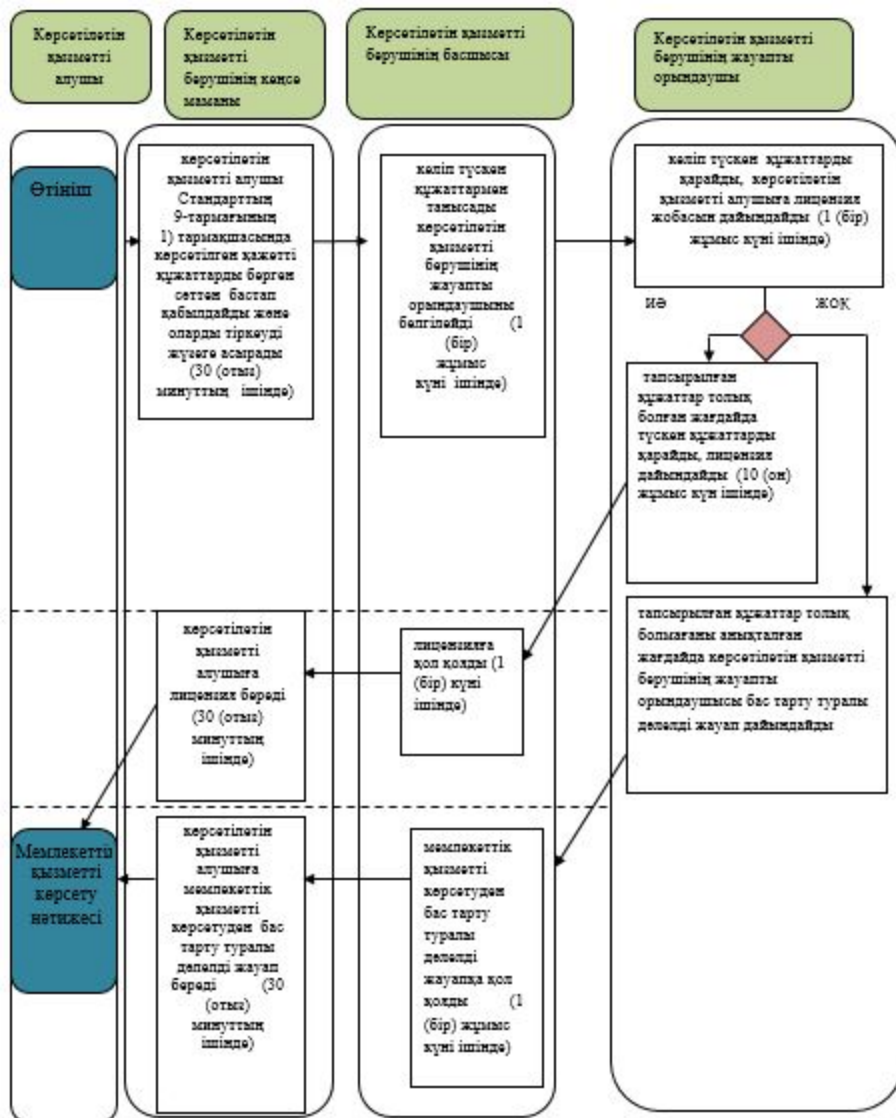 Көрсетілетін
қызметті
алушы
Көрсетілетін
қызметті
берушінің кеңсе
маманы
Көрсетілетін қызметті
берушінің басшысы
Көрсетілетін қызметті
берушінің жауапты
орындаушы
Өтініш
көрсетілетін
қызметті алушы
Стандарттың
9-тармағының
1) тармақшасында
көрсетілген қажетті
құжаттарды берген
сәттен бастап
қабылдайды және
оларды тіркеуді
жүзеге асырады
(30 (отыз)
минуттың ішінде)
келіп түскен
құжаттармен
танысады
көрсетілетін
қызметті
берушінің
жауапты
орындаушыны
белгілейді (1
(бір)
жұмыс
күні ішінде)
келіп түскен құжаттарды
қарайды, көрсетілетін
қызметті алушыға лицензия
жобасын дайындайды (1 (бір)
жұмыс күні ішінде)
иә
жоқ
тапсырылған
құжаттар толық
болған жағдайда
түскен құжаттарды
қарайды, лицензия
дайындайды (10 (он)
жұмыс күн ішінде)
тапсырылған құжаттар толық
болмағаны анықталған
жағдайда көрсетілетін қызметті
берушінің жауапты
орындаушысы бас тарту туралы
дәлелді жауап дайындайды
көрсетілетін
қызметті
алушыға
лицензия береді
(30 (отыз)
минуттың
ішінде)
лицензияға
қол қояды (1
(бір) күні
ішінде)
Мемлекеттік
қызметті
көрсету
нәтижесі
көрсетілетін
қызметті
алушыға
мемлекеттік
қызметті
көрсетуден бас
тарту туралы
дәлелді жауап
береді (30
(отыз)
минуттың
ішінде)
мемлекеттік
қызметті
көрсетуден
бас тарту
туралы
дәлелді
жауапқа қол
қояды (1
(бір) жұмыс
күні ішінде)